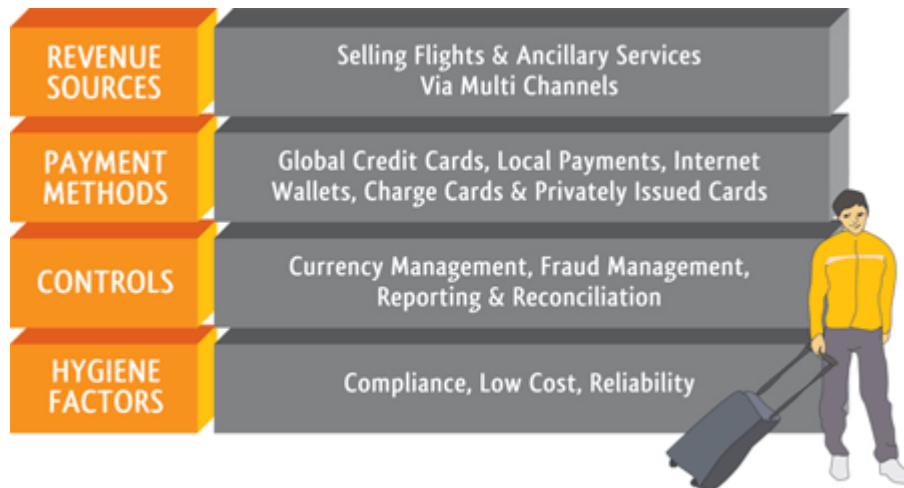 REVENUE
SOURCES
Selling Flights & Ancillary Services
Via Multi Channels
PAYMENT
METHODS
Global Credit Cards, Local Payments, Internet
Wallets, Charge Cards & Privately Issued Cards
CONTROLS
Currency Management, Fraud Management,
Reporting & Reconciliation
HYGIENE
FACTORS
Compliance, Low Cost, Reliability